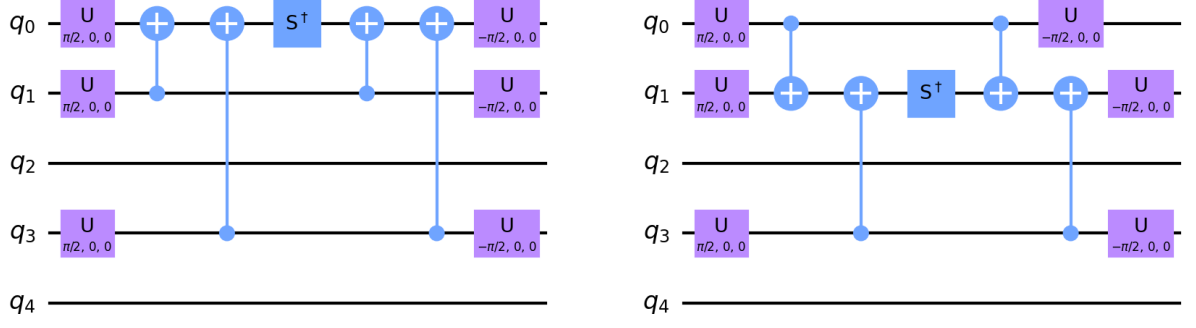 q0 U π/2, 0, 0 S† U −π/2, 0, 0
q1 U π/2, 0, 0 U −π/2, 0, 0
q2
q3 U π/2, 0, 0 U −π/2, 0, 0
q4
q0 U π/2, 0, 0 U −π/2, 0, 0
q1 U π/2, 0, 0 S† U −π/2, 0, 0
q2
q3 U π/2, 0, 0 U −π/2, 0, 0
q4